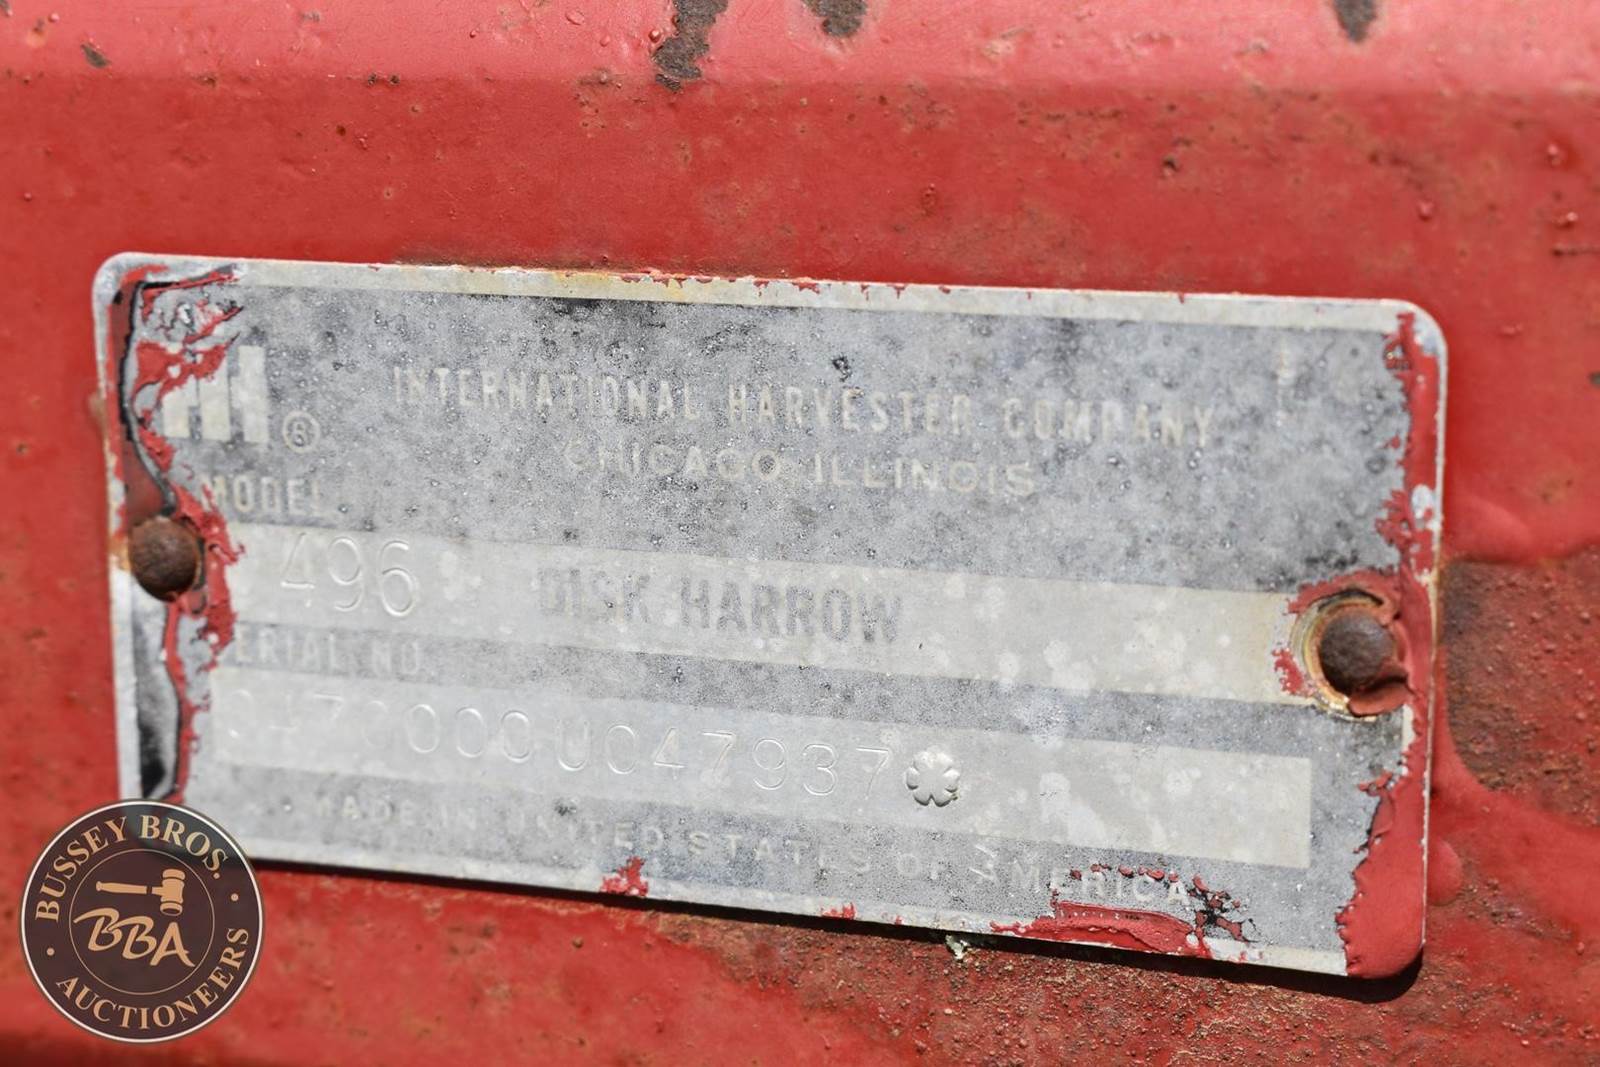 INTERNATIONAL HARVESTER COMPANY
CHICAGO, ILLINOIS
MODEL
496 DISK HARROW
SERIAL NO.
MADE IN UNITED STATES OF AMERICA
BUSSEY BROS.
BBA
AUCTIONEERS